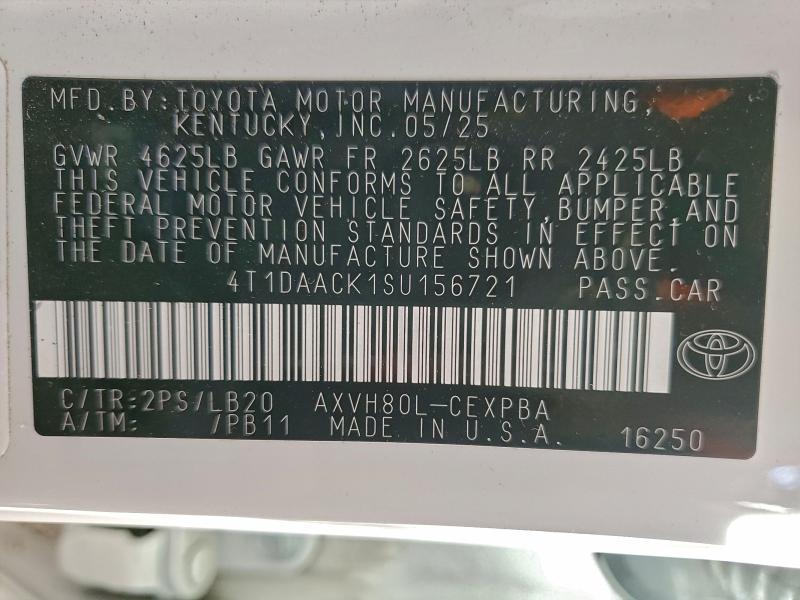 MFD. BY: TOYOTA MOTOR MANUFACTURING,
KENTUCKY, INC. 05/25
GVWR 4625LB GAWR FR 2625LB RR 2425LB
THIS VEHICLE CONFORMS TO ALL APPLICABLE
FEDERAL MOTOR VEHICLE SAFETY, BUMPER, AND
THEFT PREVENTION STANDARDS IN EFFECT ON
THE DATE OF MANUFACTURE SHOWN ABOVE.
4T1DAACK1SU156721 PASS. CAR
C/TR: 2PS/LB20 AXVH80L-CEXPBA
A/TM: /PB11 MADE IN U.S.A. 16250